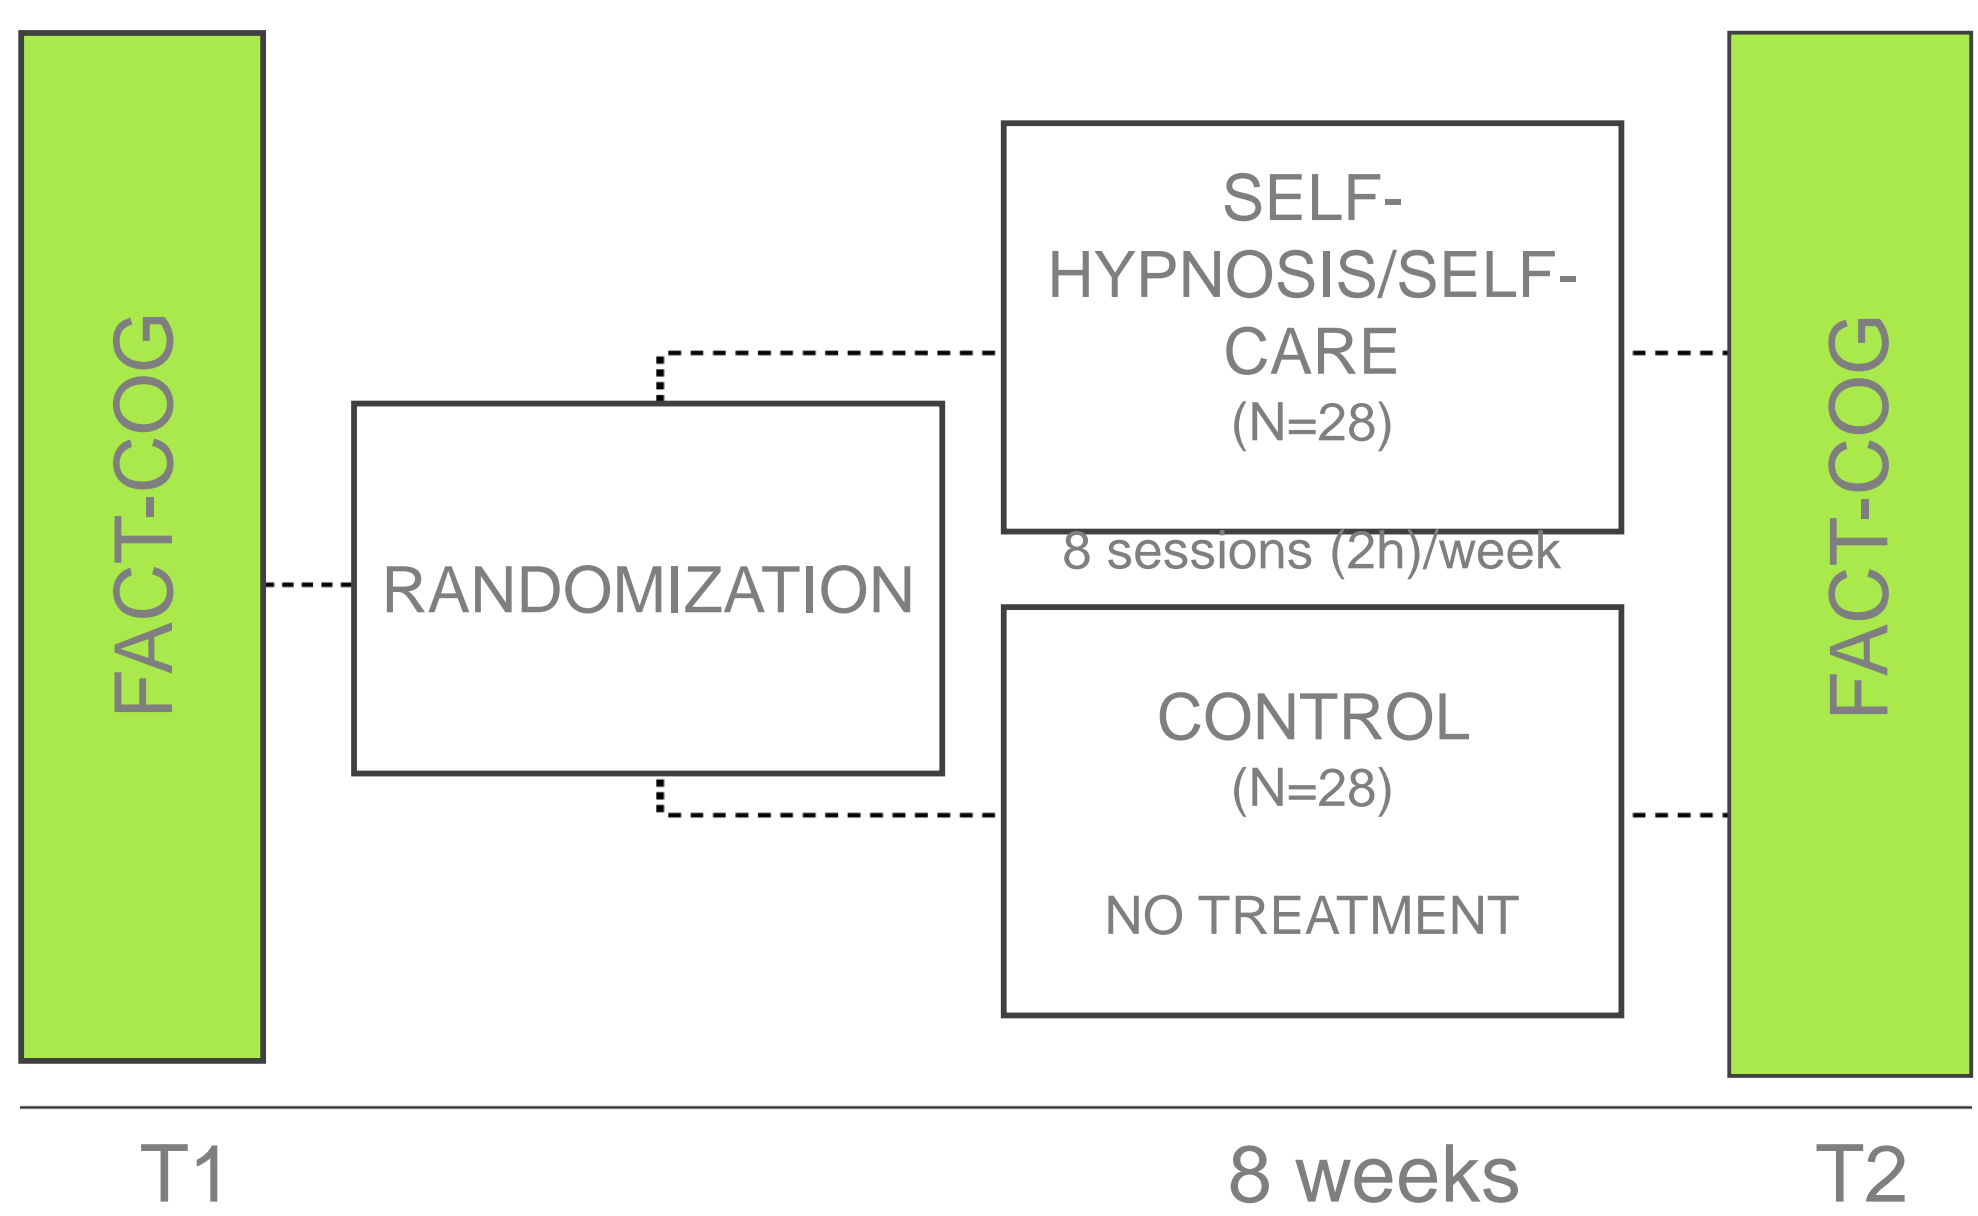 FACT-COG
RANDOMIZATION
SELF-
HYPNOSIS/SELF-
CARE
(N=28)
8 sessions (2h)/week
CONTROL
(N=28)
NO TREATMENT
FACT-COG
T1
8 weeks
T2